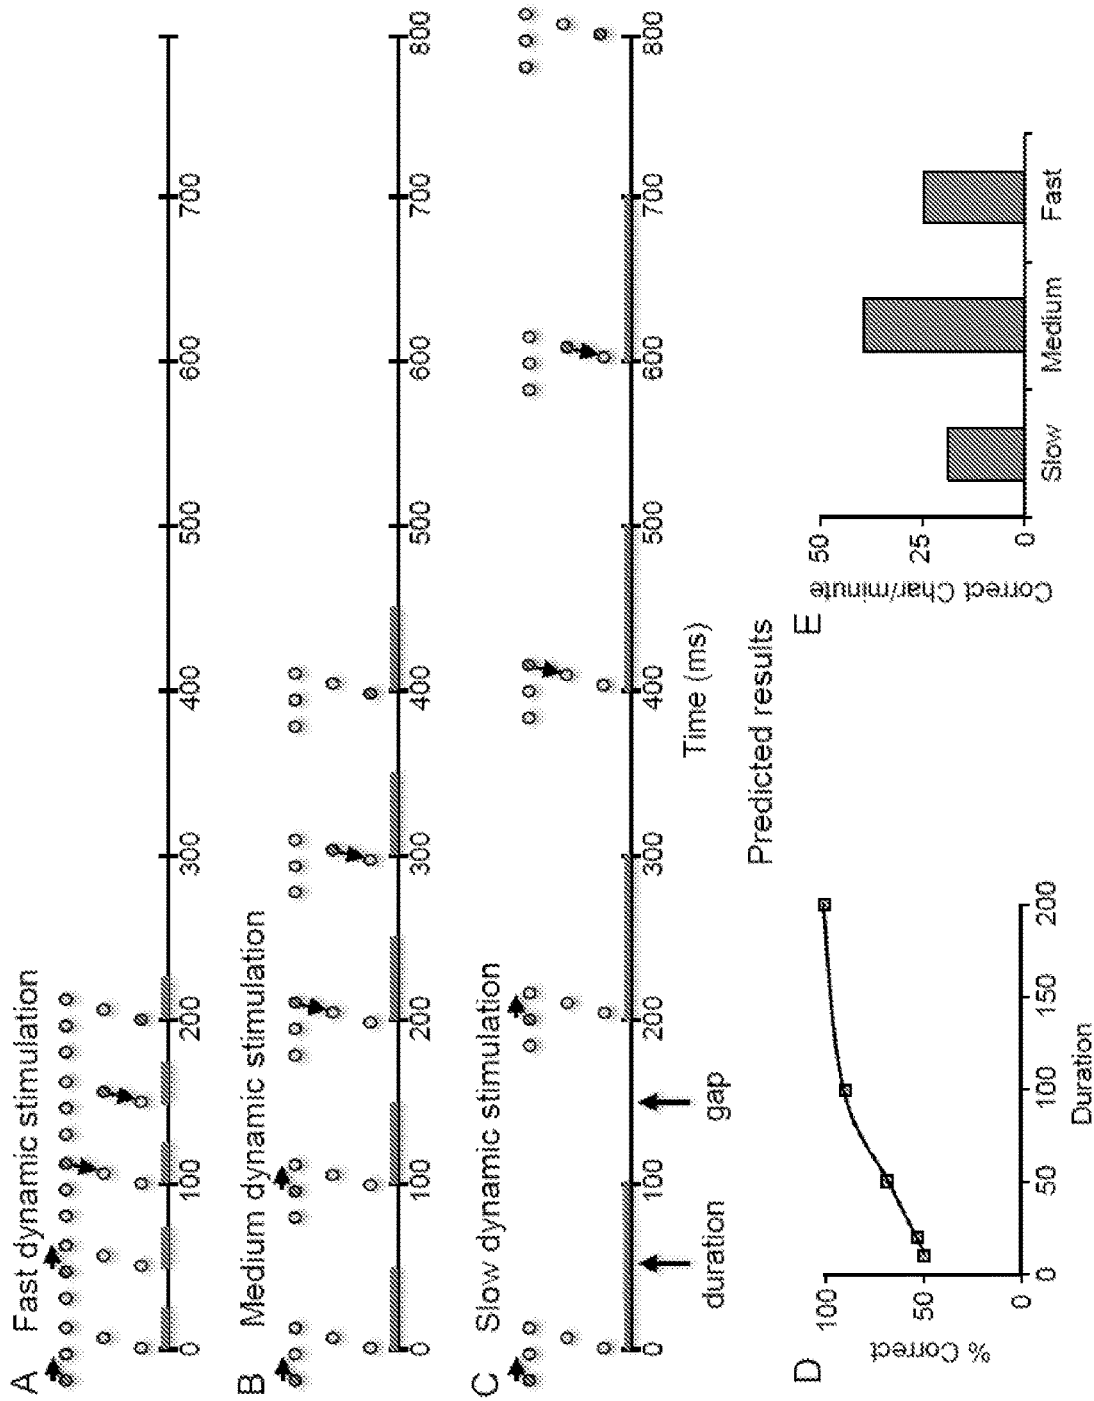 A Fast dynamic stimulation
0 100 200 300 400 500 600 700
B Medium dynamic stimulation
0 100 200 300 400 500 600 700 800
C Slow dynamic stimulation
0 100 200 300 400 500 600 700 800
duration gap
Time (ms)
Predicted results
D
% Correct
100
50
0
0 50 100 150 200
Duration
E
Correct Char/minute
50
25
0
Slow Medium Fast